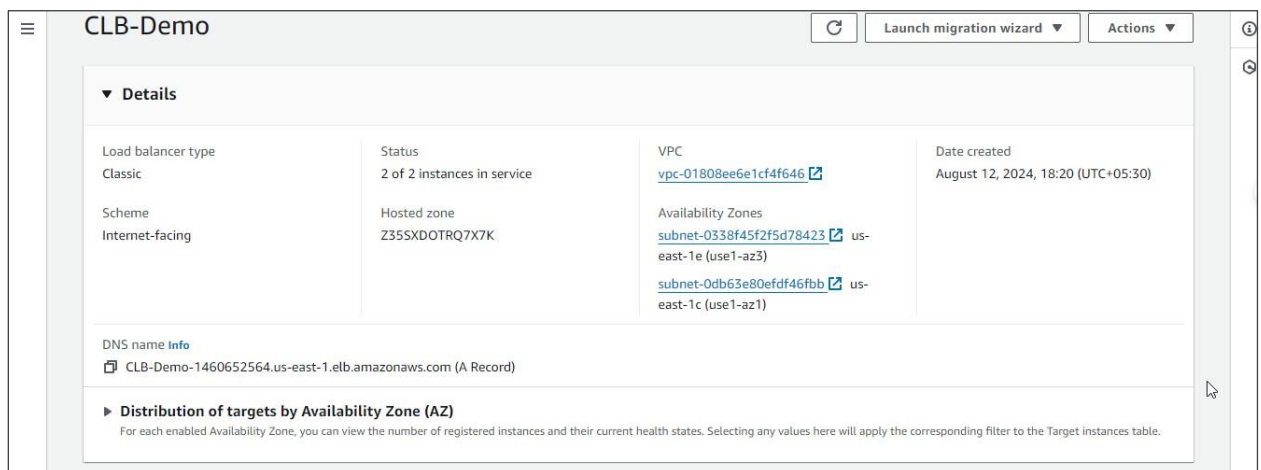 CLB-Demo
Launch migration wizard
Actions
Details
Load balancer type
Classic
Status
2 of 2 instances in service
VPC
vpc-01808ee6e1cf4f646
Date created
August 12, 2024, 18:20 (UTC+05:30)
Scheme
Internet-facing
Hosted zone
Z35SXDOTRQ7X7K
Availability Zones
subnet-0338f45f2f5d78423 us-
east-1e (use1-az3)
subnet-0db63e80efdf46fbb us-
east-1c (use1-az1)
DNS name Info
CLB-Demo-1460652564.us-east-1.elb.amazonaws.com (A Record)
Distribution of targets by Availability Zone (AZ)
For each enabled Availability Zone, you can view the number of registered instances and their current health states. Selecting any values here will apply the corresponding filter to the Target instances table.